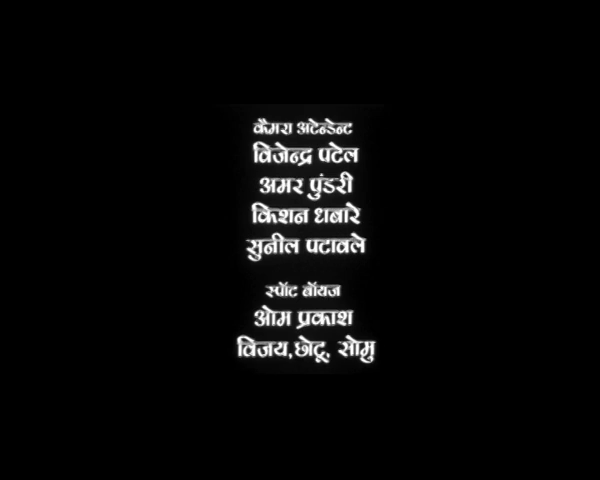 कैमरा अटेन्डेन्ट
विजेन्द्र पटेल
अमर पुंडरी
किशन धबारे
सुनील पटावले
स्पॉट बॉयज
ओम प्रकाश
विजय, छोटू, सोमु